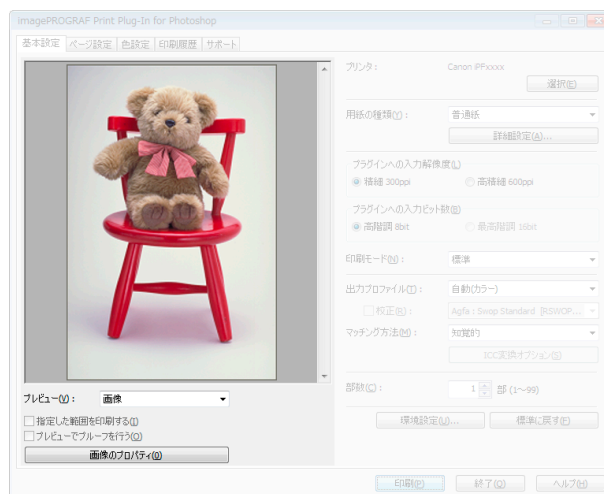 imagePROGRAF Print Plug-In for Photoshop
基本設定 ページ設定 色設定 印刷履歴 サポート
プリンタ： Canon iPFxxxx
選択(E)
用紙の種類(Y)： 普通紙
詳細設定(A)...
プラグインへの入力解像度(L)
精細 300ppi 高精細 600ppi
プラグインへの入力ビット数(B)
高階調 8bit 最高階調 16bit
印刷モード(N)： 標準
出力プロファイル(T)： 自動(カラー)
校正(R)： Agfa : Swop Standard [RSWOP...
マッチング方法(M)： 知覚的
ICC変換オプション(S)
部数(C)： 1 部 (1～99)
環境設定(U)... 標準に戻す(F)
プレビュー(V)： 画像
指定した範囲を印刷する(I)
プレビューでプルーフを行う(O)
画像のプロパティ(0)
印刷(P) 終了(Q) ヘルプ(H)